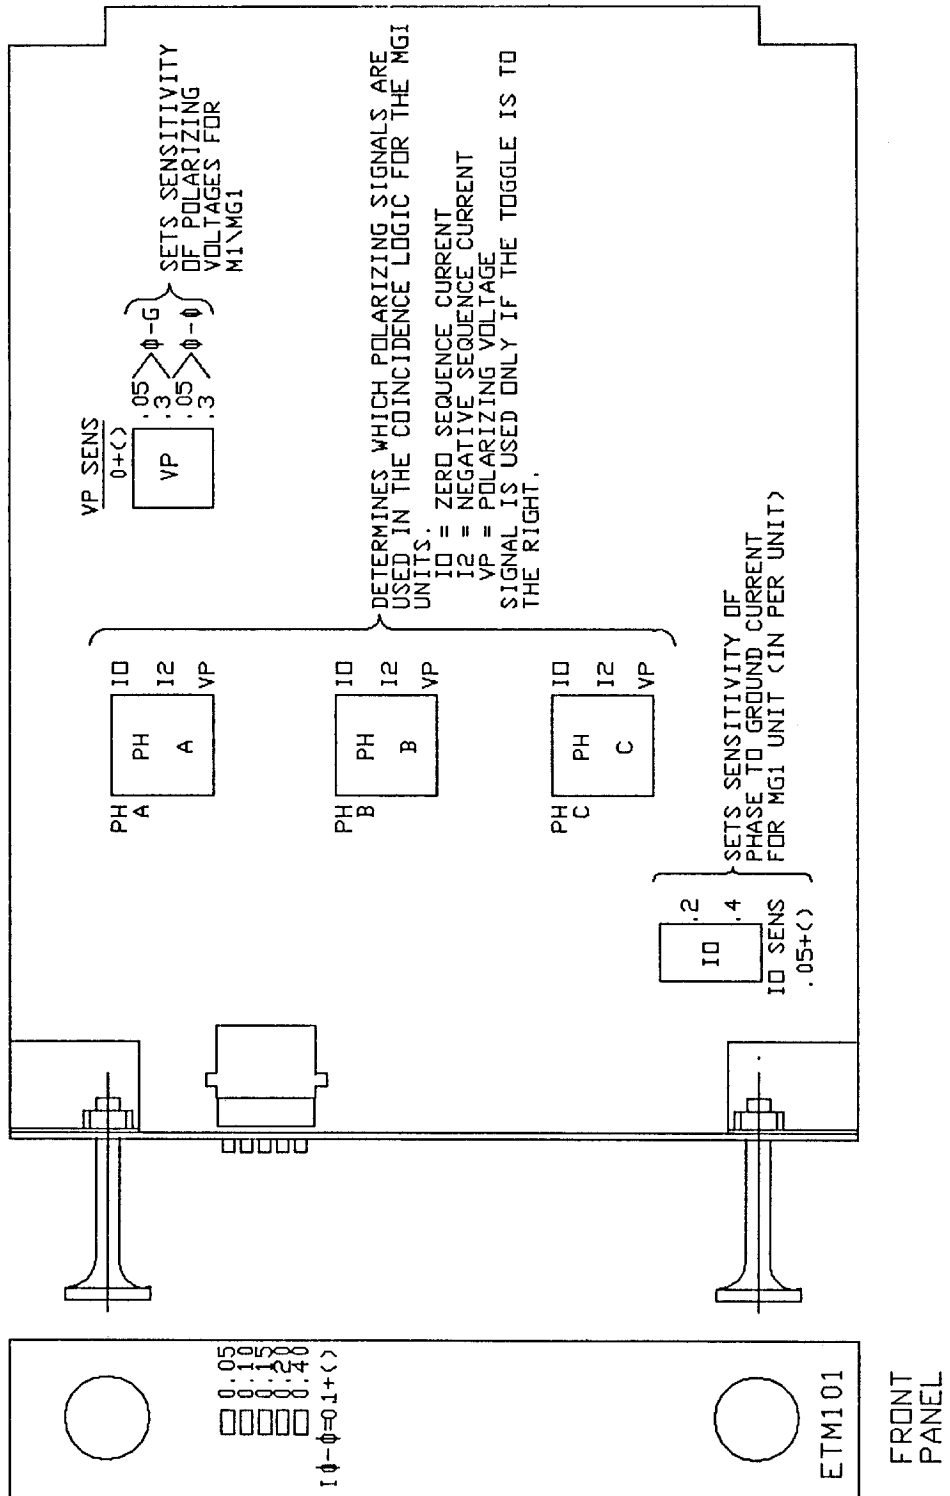 VP SENS
0+()
VP
.05
.3
.05
.3
ϕ-G
ϕ-ϕ
SETS SENSITIVITY
OF POLARIZING
VOLTAGES FOR
M1\MG1
PH
A
PH
A
I0
I2
VP
PH
B
PH
B
I0
I2
VP
PH
C
PH
C
I0
I2
VP
DETERMINES WHICH POLARIZING SIGNALS ARE
USED IN THE COINCIDENCE LOGIC FOR THE MG1
UNITS.
I0 = ZERO SEQUENCE CURRENT
I2 = NEGATIVE SEQUENCE CURRENT
VP = POLARIZING VOLTAGE
SIGNAL IS USED ONLY IF THE TOGGLE IS TO
THE RIGHT.
I0
.2
.4
I0 SENS
.05+()
SETS SENSITIVITY OF
PHASE TO GROUND CURRENT
FOR MG1 UNIT (IN PER UNIT)
0.05
0.10
0.15
0.20
0.40
Iϕ-ϕ=0.1+()
ETM101
FRONT
PANEL